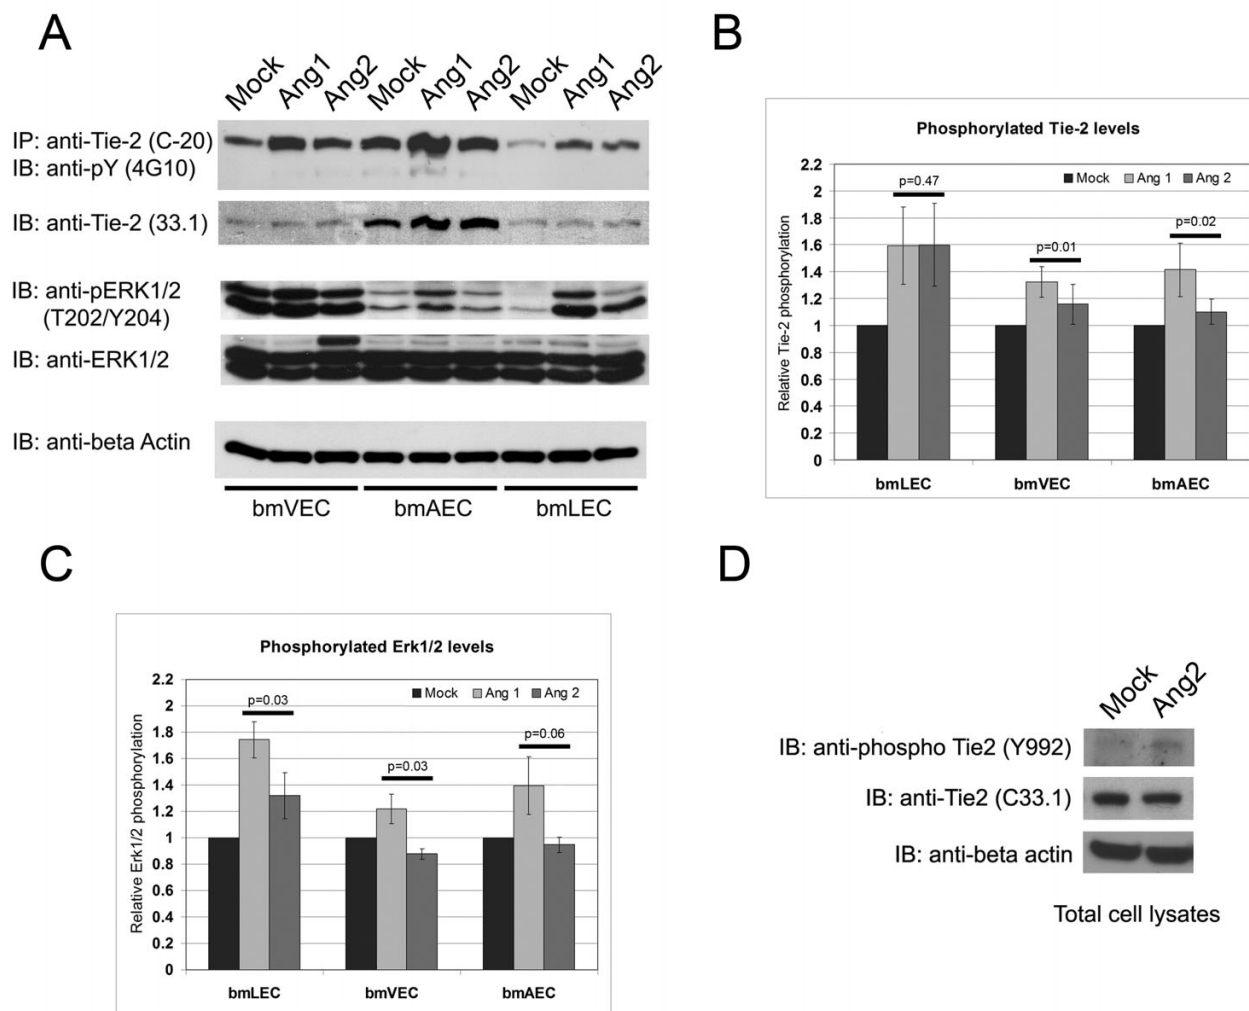 A
Mock Ang1 Ang2 Mock Ang1 Ang2 Mock Ang1 Ang2
IP: anti-Tie-2 (C-20)
IB: anti-pY (4G10)
IB: anti-Tie-2 (33.1)
IB: anti-pERK1/2
(T202/Y204)
IB: anti-ERK1/2
IB: anti-beta Actin
bmVEC bmAEC bmLEC
B
Phosphorylated Tie-2 levels
Relative Tie-2 phosphorylation
2.2
2
1.8
1.6
1.4
1.2
1
0.8
0.6
0.4
0.2
0
Mock Ang 1 Ang 2
p=0.47
p=0.01
p=0.02
bmLEC bmVEC bmAEC
C
Phosphorylated Erk1/2 levels
Relative Erk1/2 phosphorylation
2.2
2
1.8
1.6
1.4
1.2
1
0.8
0.6
0.4
0.2
0
Mock Ang 1 Ang 2
p=0.03
p=0.03
p=0.06
bmLEC bmVEC bmAEC
D
Mock Ang2
IB: anti-phospho Tie2 (Y992)
IB: anti-Tie2 (C33.1)
IB: anti-beta actin
Total cell lysates